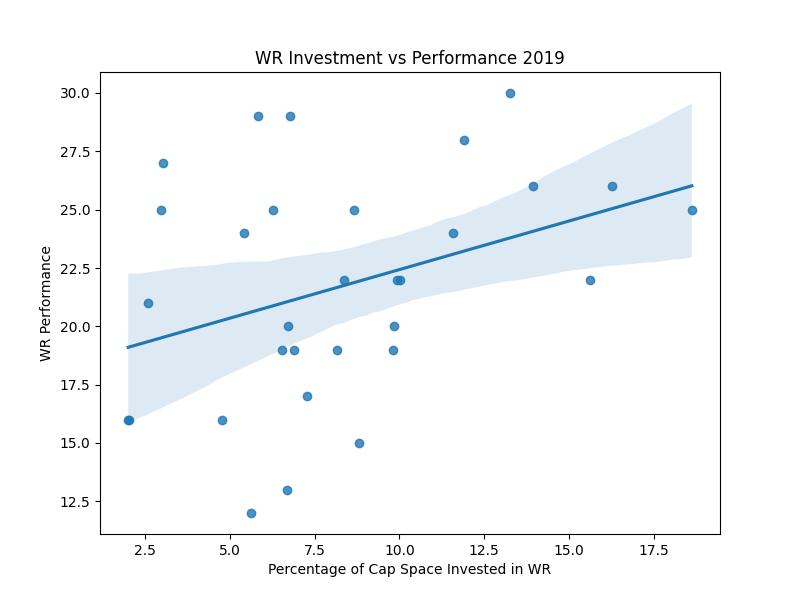 WR Investment vs Performance 2019
30.0
27.5
25.0
22.5
20.0
17.5
15.0
12.5
WR Performance
2.5 5.0 7.5 10.0 12.5 15.0 17.5
Percentage of Cap Space Invested in WR